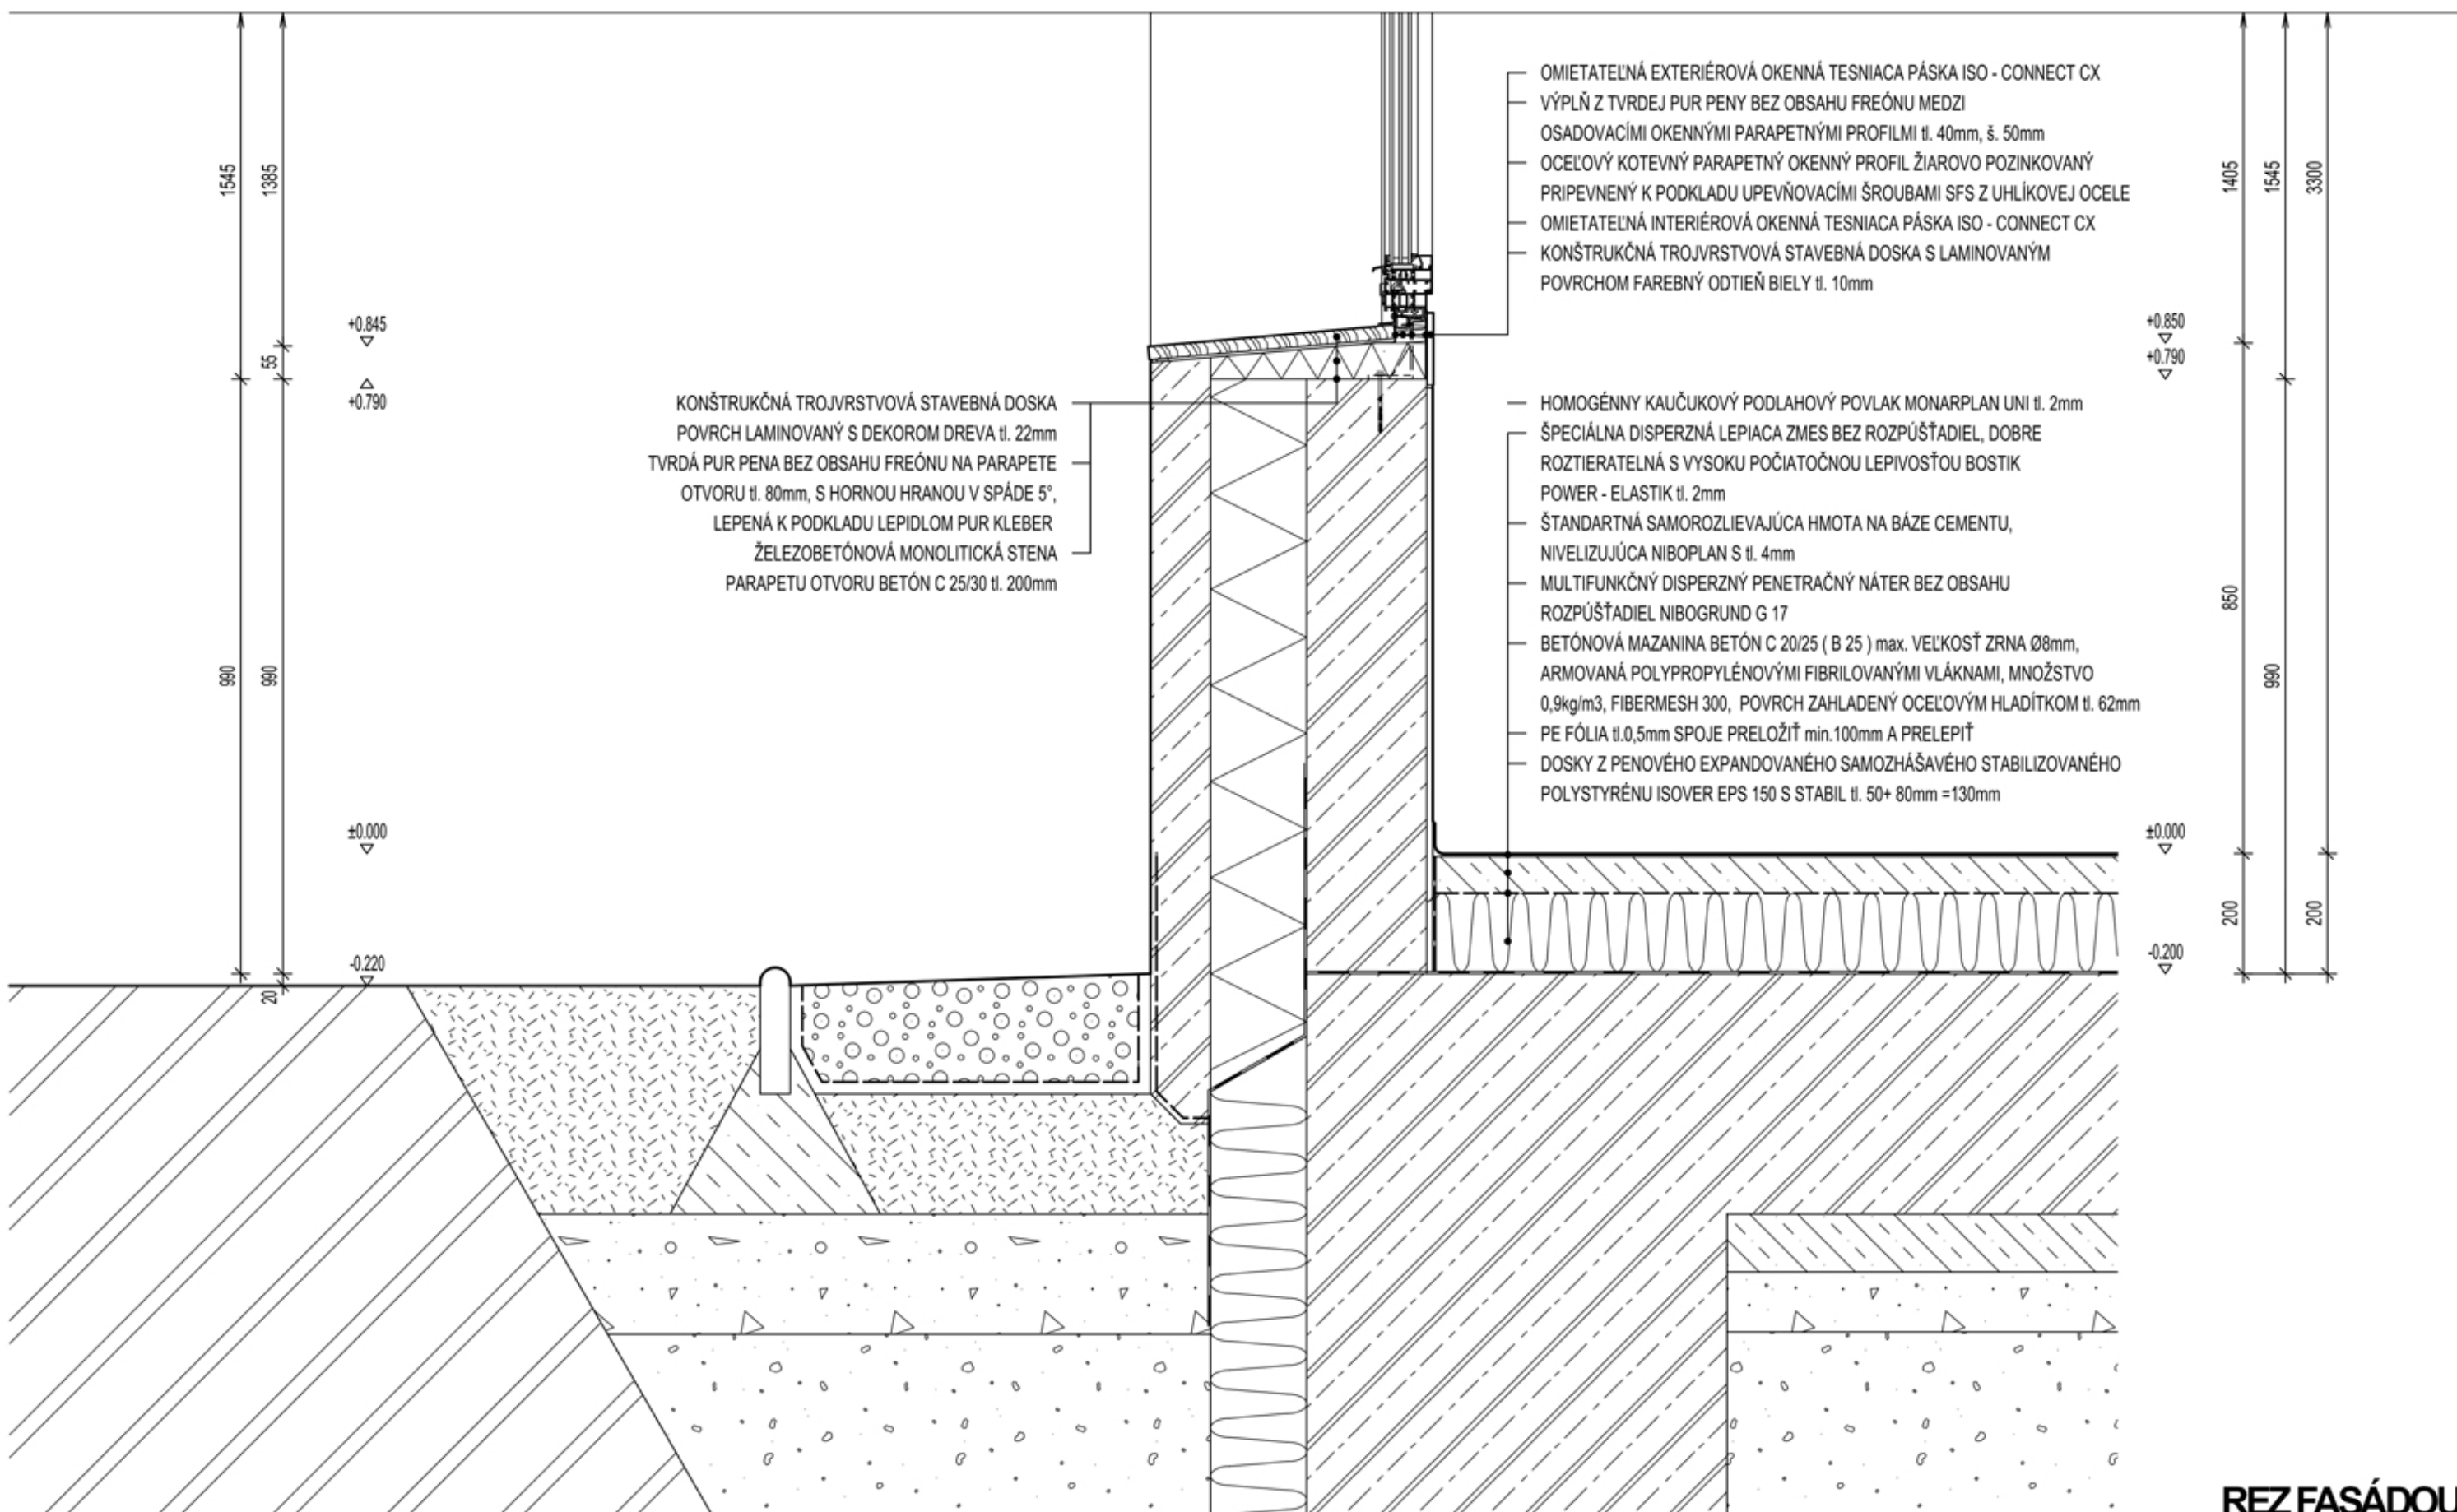 1545
1385
55
990
990
20
+0.845
+0.790
±0.000
-0.220
KONŠTRUKČNÁ TROJVRSTVOVÁ STAVEBNÁ DOSKA
POVRCH LAMINOVANÝ S DEKOROM DREVA tl. 22mm
TVRDÁ PUR PENA BEZ OBSAHU FREÓNU NA PARAPETE
OTVORU tl. 80mm, S HORNOU HRANOU V SPÁDE 5°,
LEPENÁ K PODKLADU LEPIDLOM PUR KLEBER
ŽELEZOBETÓNOVÁ MONOLITICKÁ STENA
PARAPETU OTVORU BETÓN C 25/30 tl. 200mm
OMIETATEĽNÁ EXTERIÉROVÁ OKENNÁ TESNIACA PÁSKA ISO - CONNECT CX
VÝPLŇ Z TVRDEJ PUR PENY BEZ OBSAHU FREÓNU MEDZI
OSADOVACÍMI OKENNÝMI PARAPETNÝMI PROFILMI tl. 40mm, š. 50mm
OCEĽOVÝ KOTEVNÝ PARAPETNÝ OKENNÝ PROFIL ŽIAROVO POZINKOVANÝ
PRIPEVNENÝ K PODKLADU UPEVŇOVACÍMI ŠROUBAMI SFS Z UHLÍKOVEJ OCELE
OMIETATEĽNÁ INTERIÉROVÁ OKENNÁ TESNIACA PÁSKA ISO - CONNECT CX
KONŠTRUKČNÁ TROJVRSTVOVÁ STAVEBNÁ DOSKA S LAMINOVANÝM
POVRCHOM FAREBNÝ ODTIEŇ BIELY tl. 10mm
HOMOGÉNNY KAUČUKOVÝ PODLAHOVÝ POVLAK MONARPLAN UNI tl. 2mm
ŠPECIÁLNA DISPERZNÁ LEPIACA ZMES BEZ ROZPÚŠŤADIEL, DOBRE
ROZTIERATELNÁ S VYSOKU POČIATOČNOU LEPIVOSŤOU BOSTIK
POWER - ELASTIK tl. 2mm
ŠTANDARTNÁ SAMOROZLIEVAJÚCA HMOTA NA BÁZE CEMENTU,
NIVELIZUJÚCA NIBOPLAN S tl. 4mm
MULTIFUNKČNÝ DISPERZNÝ PENETRAČNÝ NÁTER BEZ OBSAHU
ROZPÚŠŤADIEL NIBOGRUND G 17
BETÓNOVÁ MAZANINA BETÓN C 20/25 ( B 25 ) max. VEĽKOSŤ ZRNA Ø8mm,
ARMOVANÁ POLYPROPYLÉNOVÝMI FIBRILOVANÝMI VLÁKNAMI, MNOŽSTVO
0,9kg/m3, FIBERMESH 300, POVRCH ZAHLADENÝ OCEĽOVÝM HLADÍTKOM tl. 62mm
PE FÓLIA tl.0,5mm SPOJE PRELOŽIŤ min.100mm A PRELEPIŤ
DOSKY Z PENOVÉHO EXPANDOVANÉHO SAMOZHÁŠAVÉHO STABILIZOVANÉHO
POLYSTYRÉNU ISOVER EPS 150 S STABIL tl. 50+ 80mm =130mm
+0.850
+0.790
±0.000
-0.200
1405
1545
3300
850
990
200
200
REZ FASÁDOU